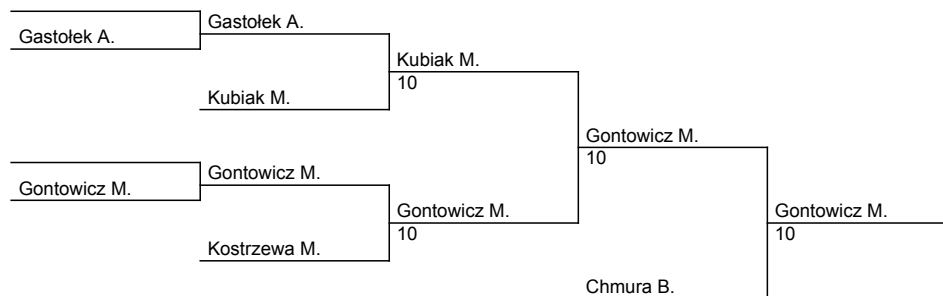 Gastołek A.
Gastołek A.
Kubiak M.
10
Kubiak M.
Gontowicz M.
10
Gontowicz M.
Gontowicz M.
Gontowicz M.
10
Gontowicz M.
10
Kostrzewa M.
Chmura B.